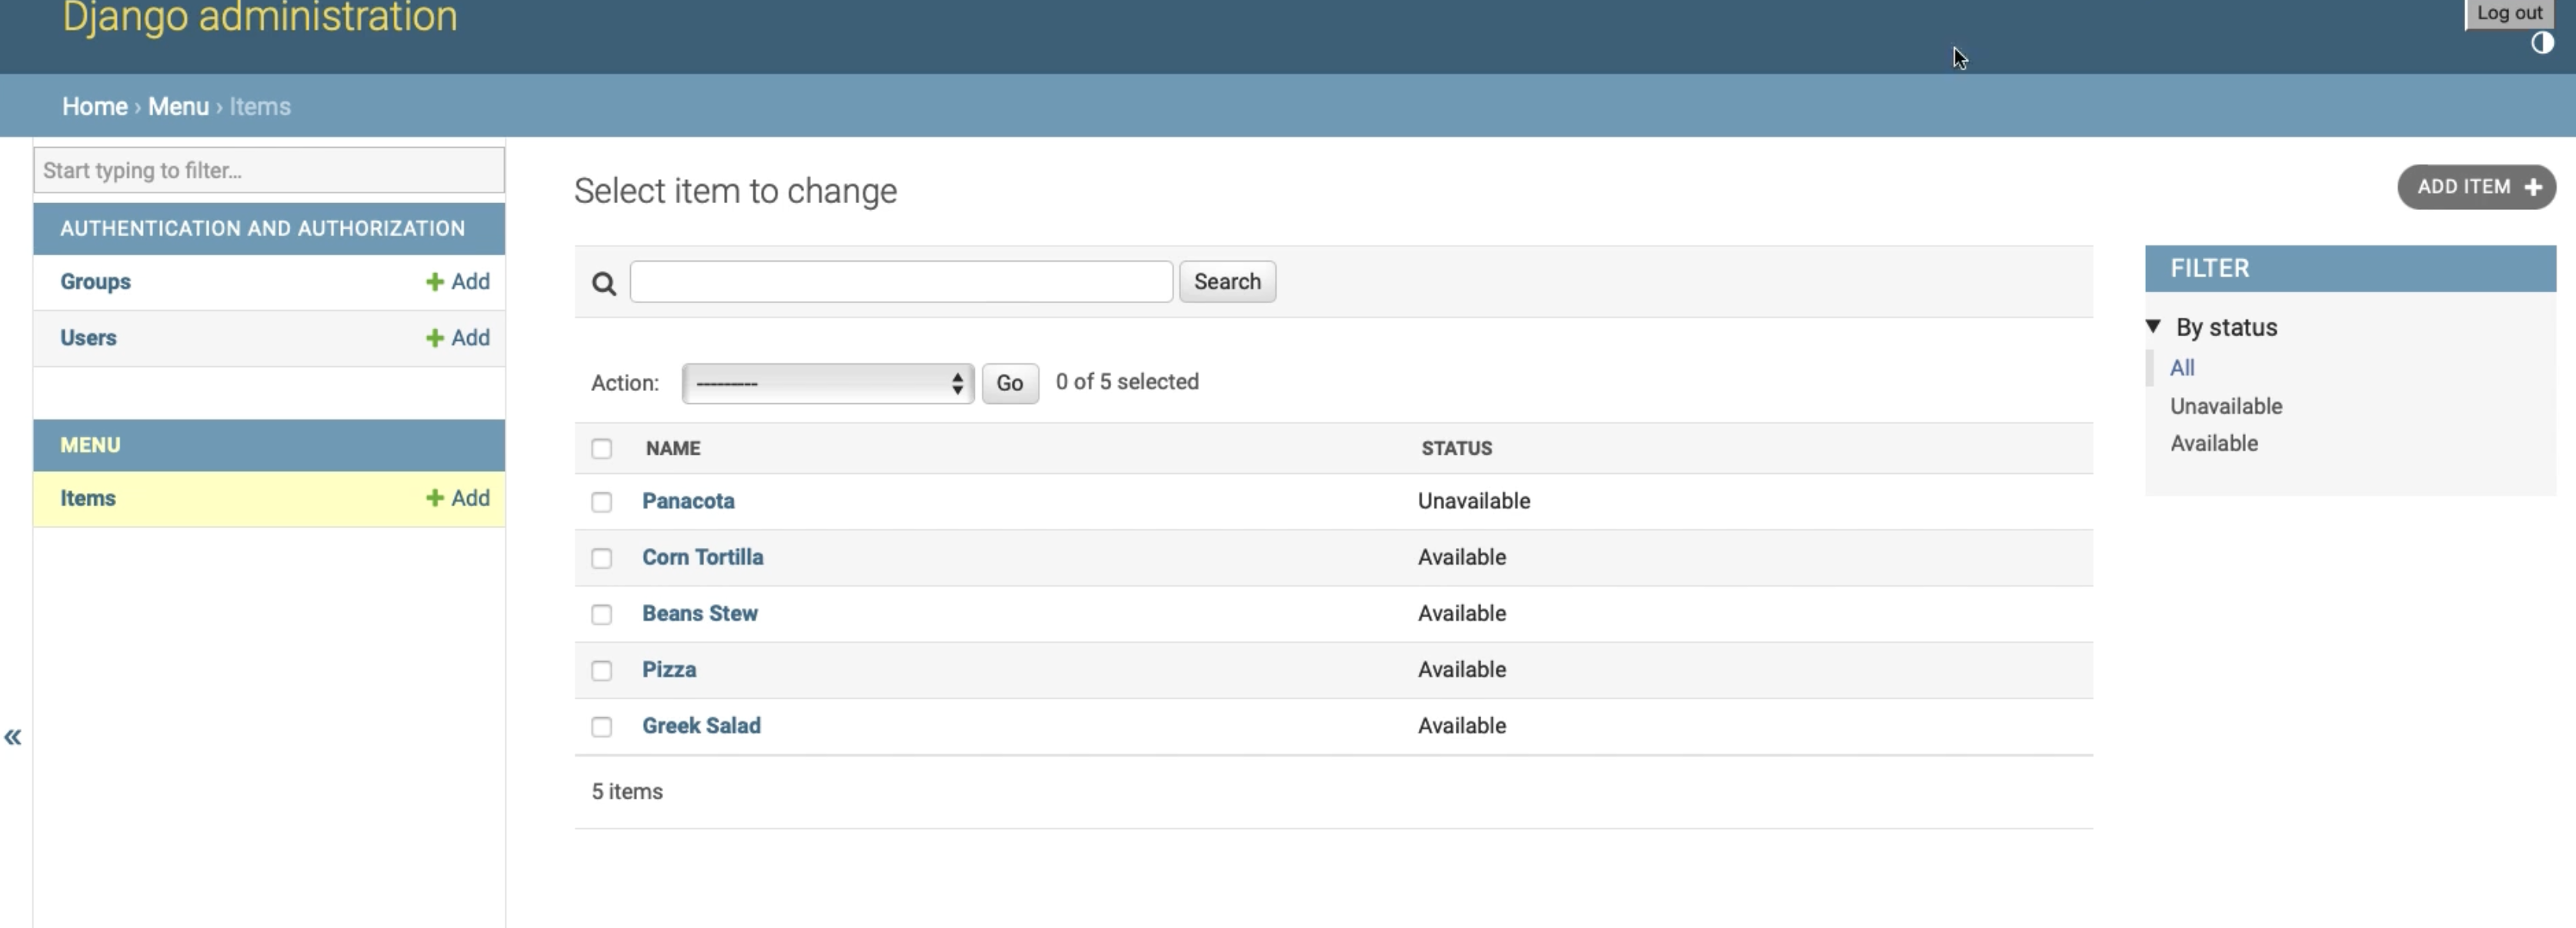 Django administration
Log out
Home › Menu › Items
Start typing to filter...
AUTHENTICATION AND AUTHORIZATION
Groups + Add
Users + Add
MENU
Items + Add
«
Select item to change
ADD ITEM +
Search
Action: --------- Go 0 of 5 selected
NAME STATUS
Panacota Unavailable
Corn Tortilla Available
Beans Stew Available
Pizza Available
Greek Salad Available
5 items
FILTER
By status
All
Unavailable
Available